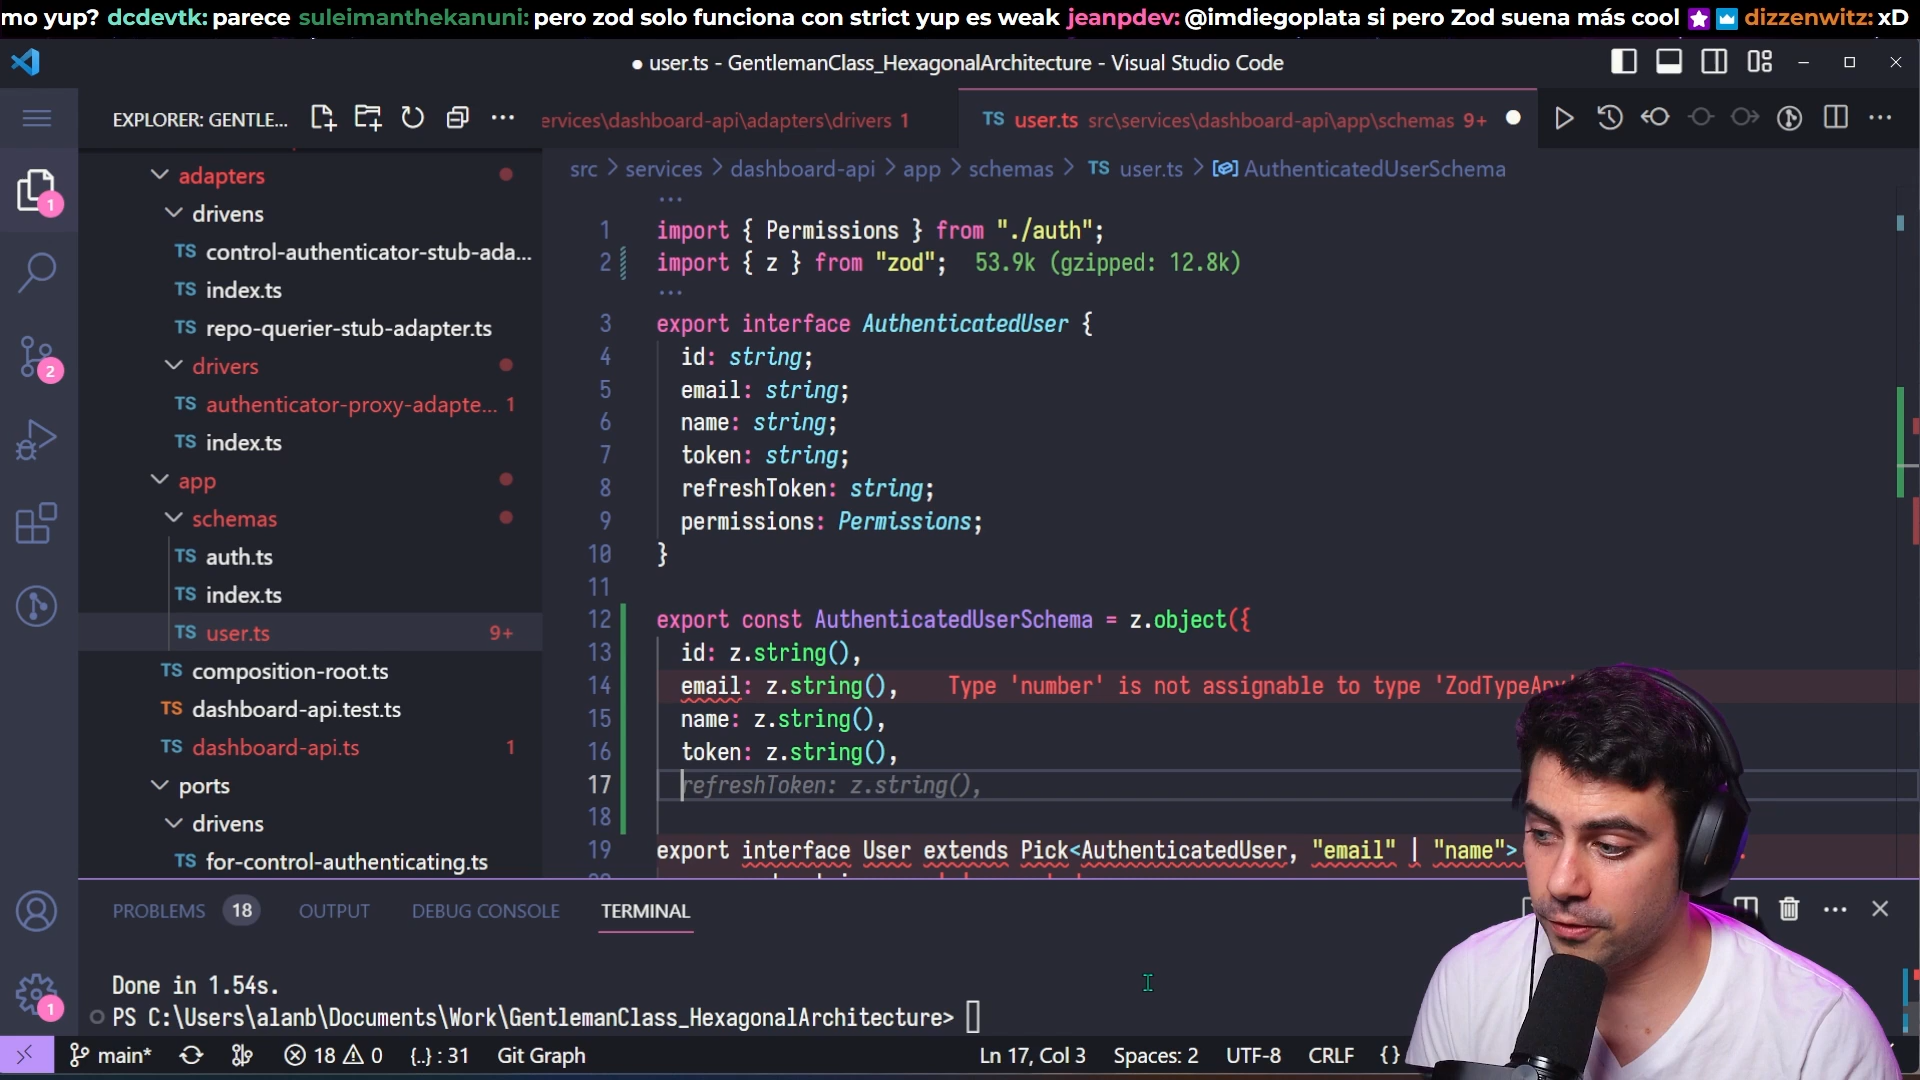 mo yup? dcdevtk: parece suleimanthekanuni: pero zod solo funciona con strict yup es weak jeanpdev: @imdiegoplata si pero Zod suena más cool dizzenwitz: xD
● user.ts - GentlemanClass_HexagonalArchitecture - Visual Studio Code
EXPLORER: GENTLE...
ervices\dashboard-api\adapters\drivers 1
TS user.ts src\services\dashboard-api\app\schemas 9+
src > services > dashboard-api > app > schemas > TS user.ts > AuthenticatedUserSchema
adapters
drivens
TS control-authenticator-stub-ada...
TS index.ts
TS repo-querier-stub-adapter.ts
drivers
TS authenticator-proxy-adapte... 1
TS index.ts
app
schemas
TS auth.ts
TS index.ts
TS user.ts 9+
TS composition-root.ts
TS dashboard-api.test.ts
TS dashboard-api.ts 1
ports
drivens
TS for-control-authenticating.ts
1 import { Permissions } from "./auth";
2 import { z } from "zod"; 53.9k (gzipped: 12.8k)
3 export interface AuthenticatedUser {
4 id: string;
5 email: string;
6 name: string;
7 token: string;
8 refreshToken: string;
9 permissions: Permissions;
10 }
11
12 export const AuthenticatedUserSchema = z.object({
13 id: z.string(),
14 email: z.string(), Type 'number' is not assignable to type 'ZodTypeAny'
15 name: z.string(),
16 token: z.string(),
17 refreshToken: z.string(),
18
19 export interface User extends Pick<AuthenticatedUser, "email" | "name">
PROBLEMS 18 OUTPUT DEBUG CONSOLE TERMINAL
Done in 1.54s.
PS C:\Users\alanb\Documents\Work\GentlemanClass_HexagonalArchitecture>
1
2
1
main* 18 0 {..} : 31 Git Graph
Ln 17, Col 3 Spaces: 2 UTF-8 CRLF {}